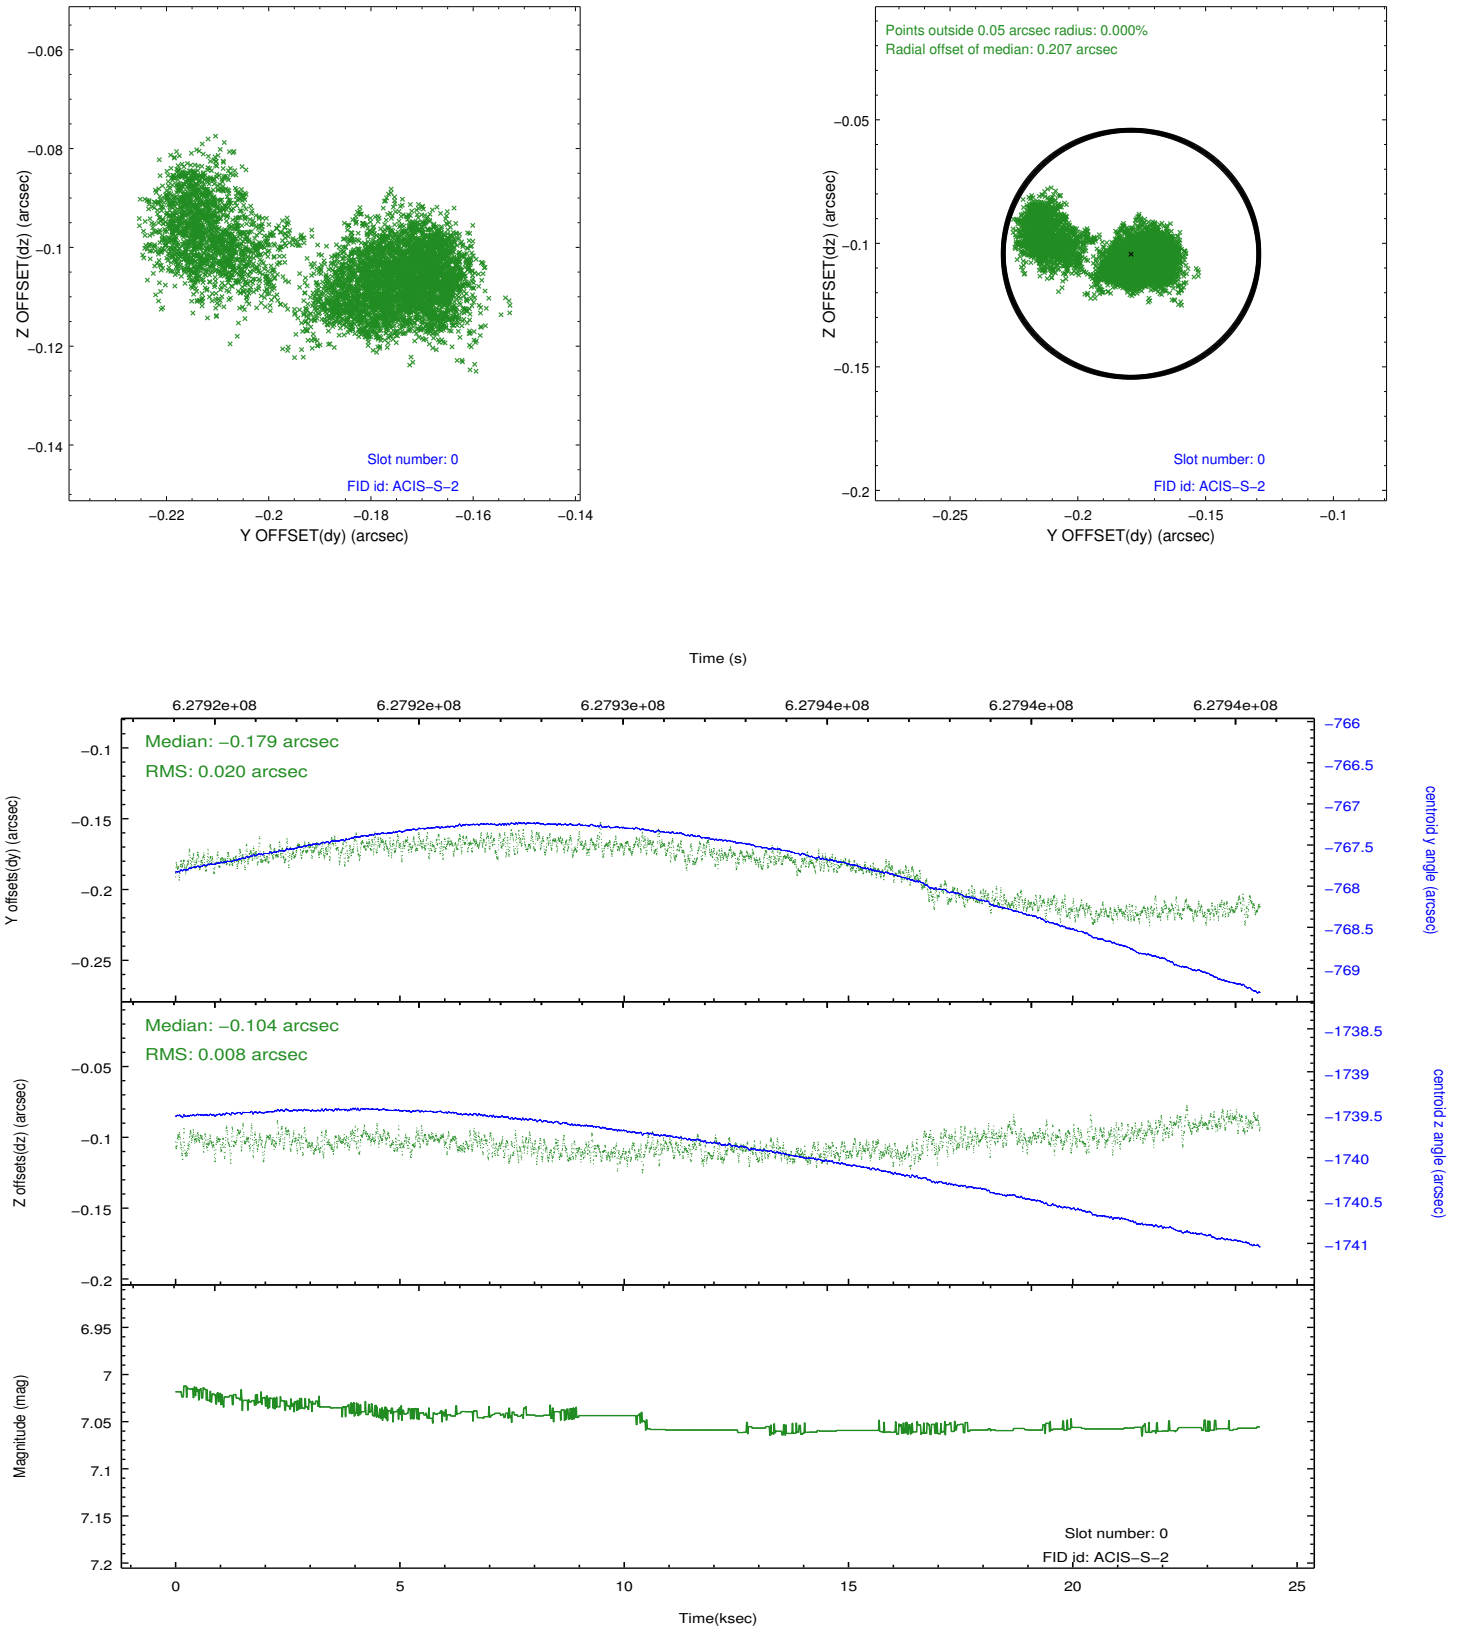 −0.06
−0.08
−0.1
−0.12
−0.14
Z OFFSET(dz) (arcsec)
Slot number: 0
FID id: ACIS−S−2
−0.22 −0.2 −0.18 −0.16 −0.14
Y OFFSET(dy) (arcsec)
Points outside 0.05 arcsec radius: 0.000%
Radial offset of median: 0.207 arcsec
−0.05
−0.1
−0.15
−0.2
Z OFFSET(dz) (arcsec)
Slot number: 0
FID id: ACIS−S−2
−0.25 −0.2 −0.15 −0.1
Y OFFSET(dy) (arcsec)
Time (s)
6.2792e+08 6.2792e+08 6.2793e+08 6.2794e+08 6.2794e+08 6.2794e+08
Median: −0.179 arcsec
RMS: 0.020 arcsec
−0.1
−0.15
−0.2
−0.25
Y offsets(dy) (arcsec)
−766
−766.5
−767
−767.5
−768
−768.5
−769
centroid y angle (arcsec)
Median: −0.104 arcsec
RMS: 0.008 arcsec
−0.05
−0.1
−0.15
−0.2
Z offsets(dz) (arcsec)
−1738.5
−1739
−1739.5
−1740
−1740.5
−1741
centroid z angle (arcsec)
6.95
7
7.05
7.1
7.15
7.2
Magnitude (mag)
Slot number: 0
FID id: ACIS−S−2
0 5 10 15 20 25
Time(ksec)